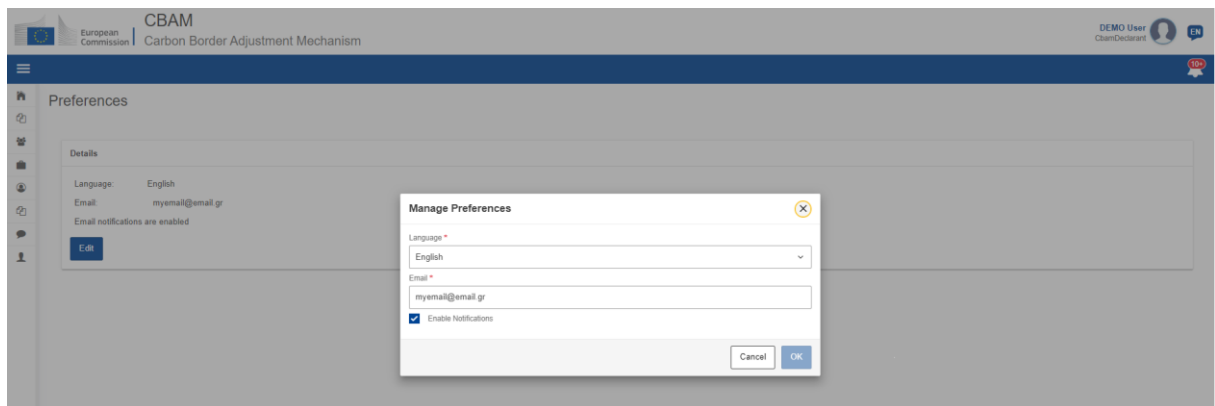 European
Commission
CBAM
Carbon Border Adjustment Mechanism
DEMO User
CbamDeclarant
EN
10+
Preferences
Details
Language: English
Email: myemail@email.gr
Email notifications are enabled
Edit
Manage Preferences
Language *
English
Email *
myemail@email.gr
Enable Notifications
Cancel OK